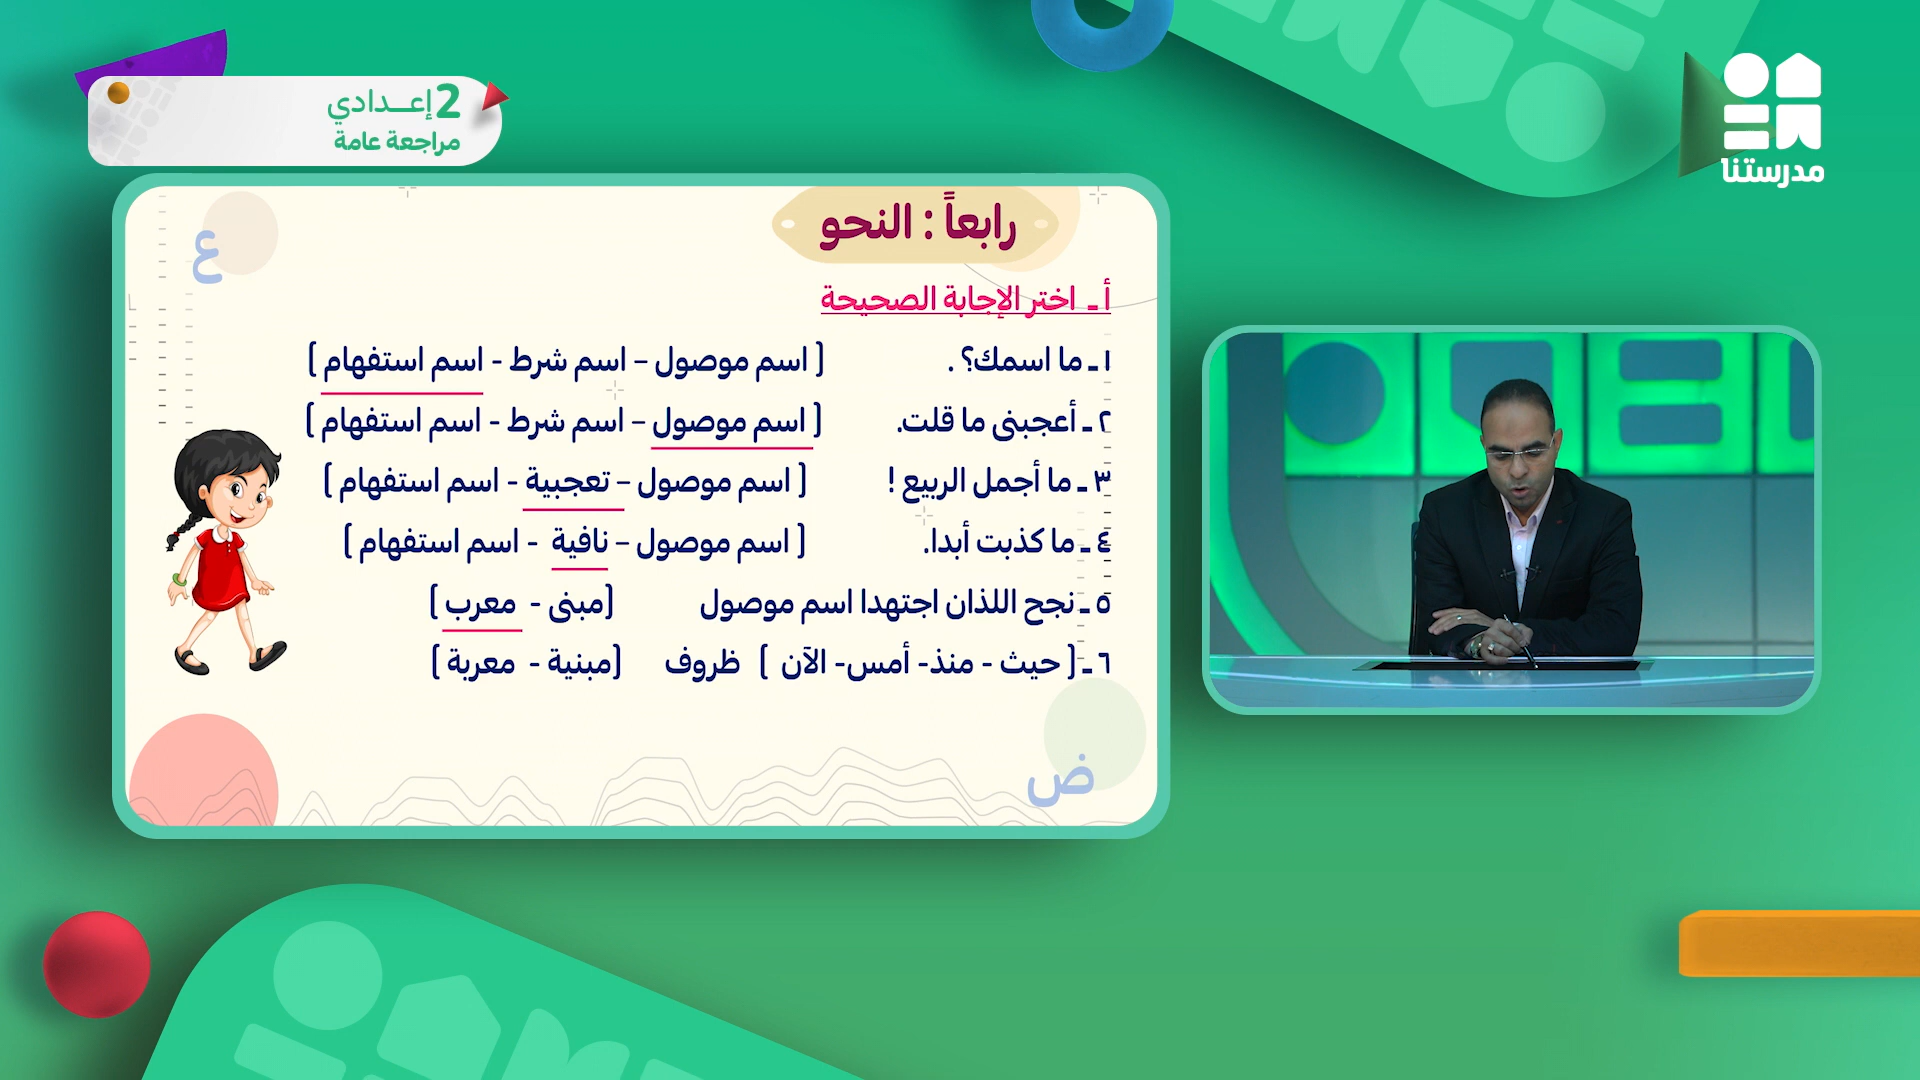 2 إعـــدادي
مراجعة عامة
مدرستنا
رابعاً : النحو
أ ـ اختر الإجابة الصحيحة
١ ـ ما اسمك؟ . ( اسم موصول – اسم شرط - اسم استفهام )
٢ ـ أعجبنى ما قلت. ( اسم موصول – اسم شرط - اسم استفهام )
٣ ـ ما أجمل الربيع ! ( اسم موصول – تعجبية - اسم استفهام )
٤ ـ ما كذبت أبدا. ( اسم موصول – نافية - اسم استفهام )
٥ ـ نجح اللذان اجتهدا اسم موصول (مبنى - معرب )
٦ ـ ( حيث - منذ- أمس- الآن ) ظروف (مبنية - معربة )
ع
ض